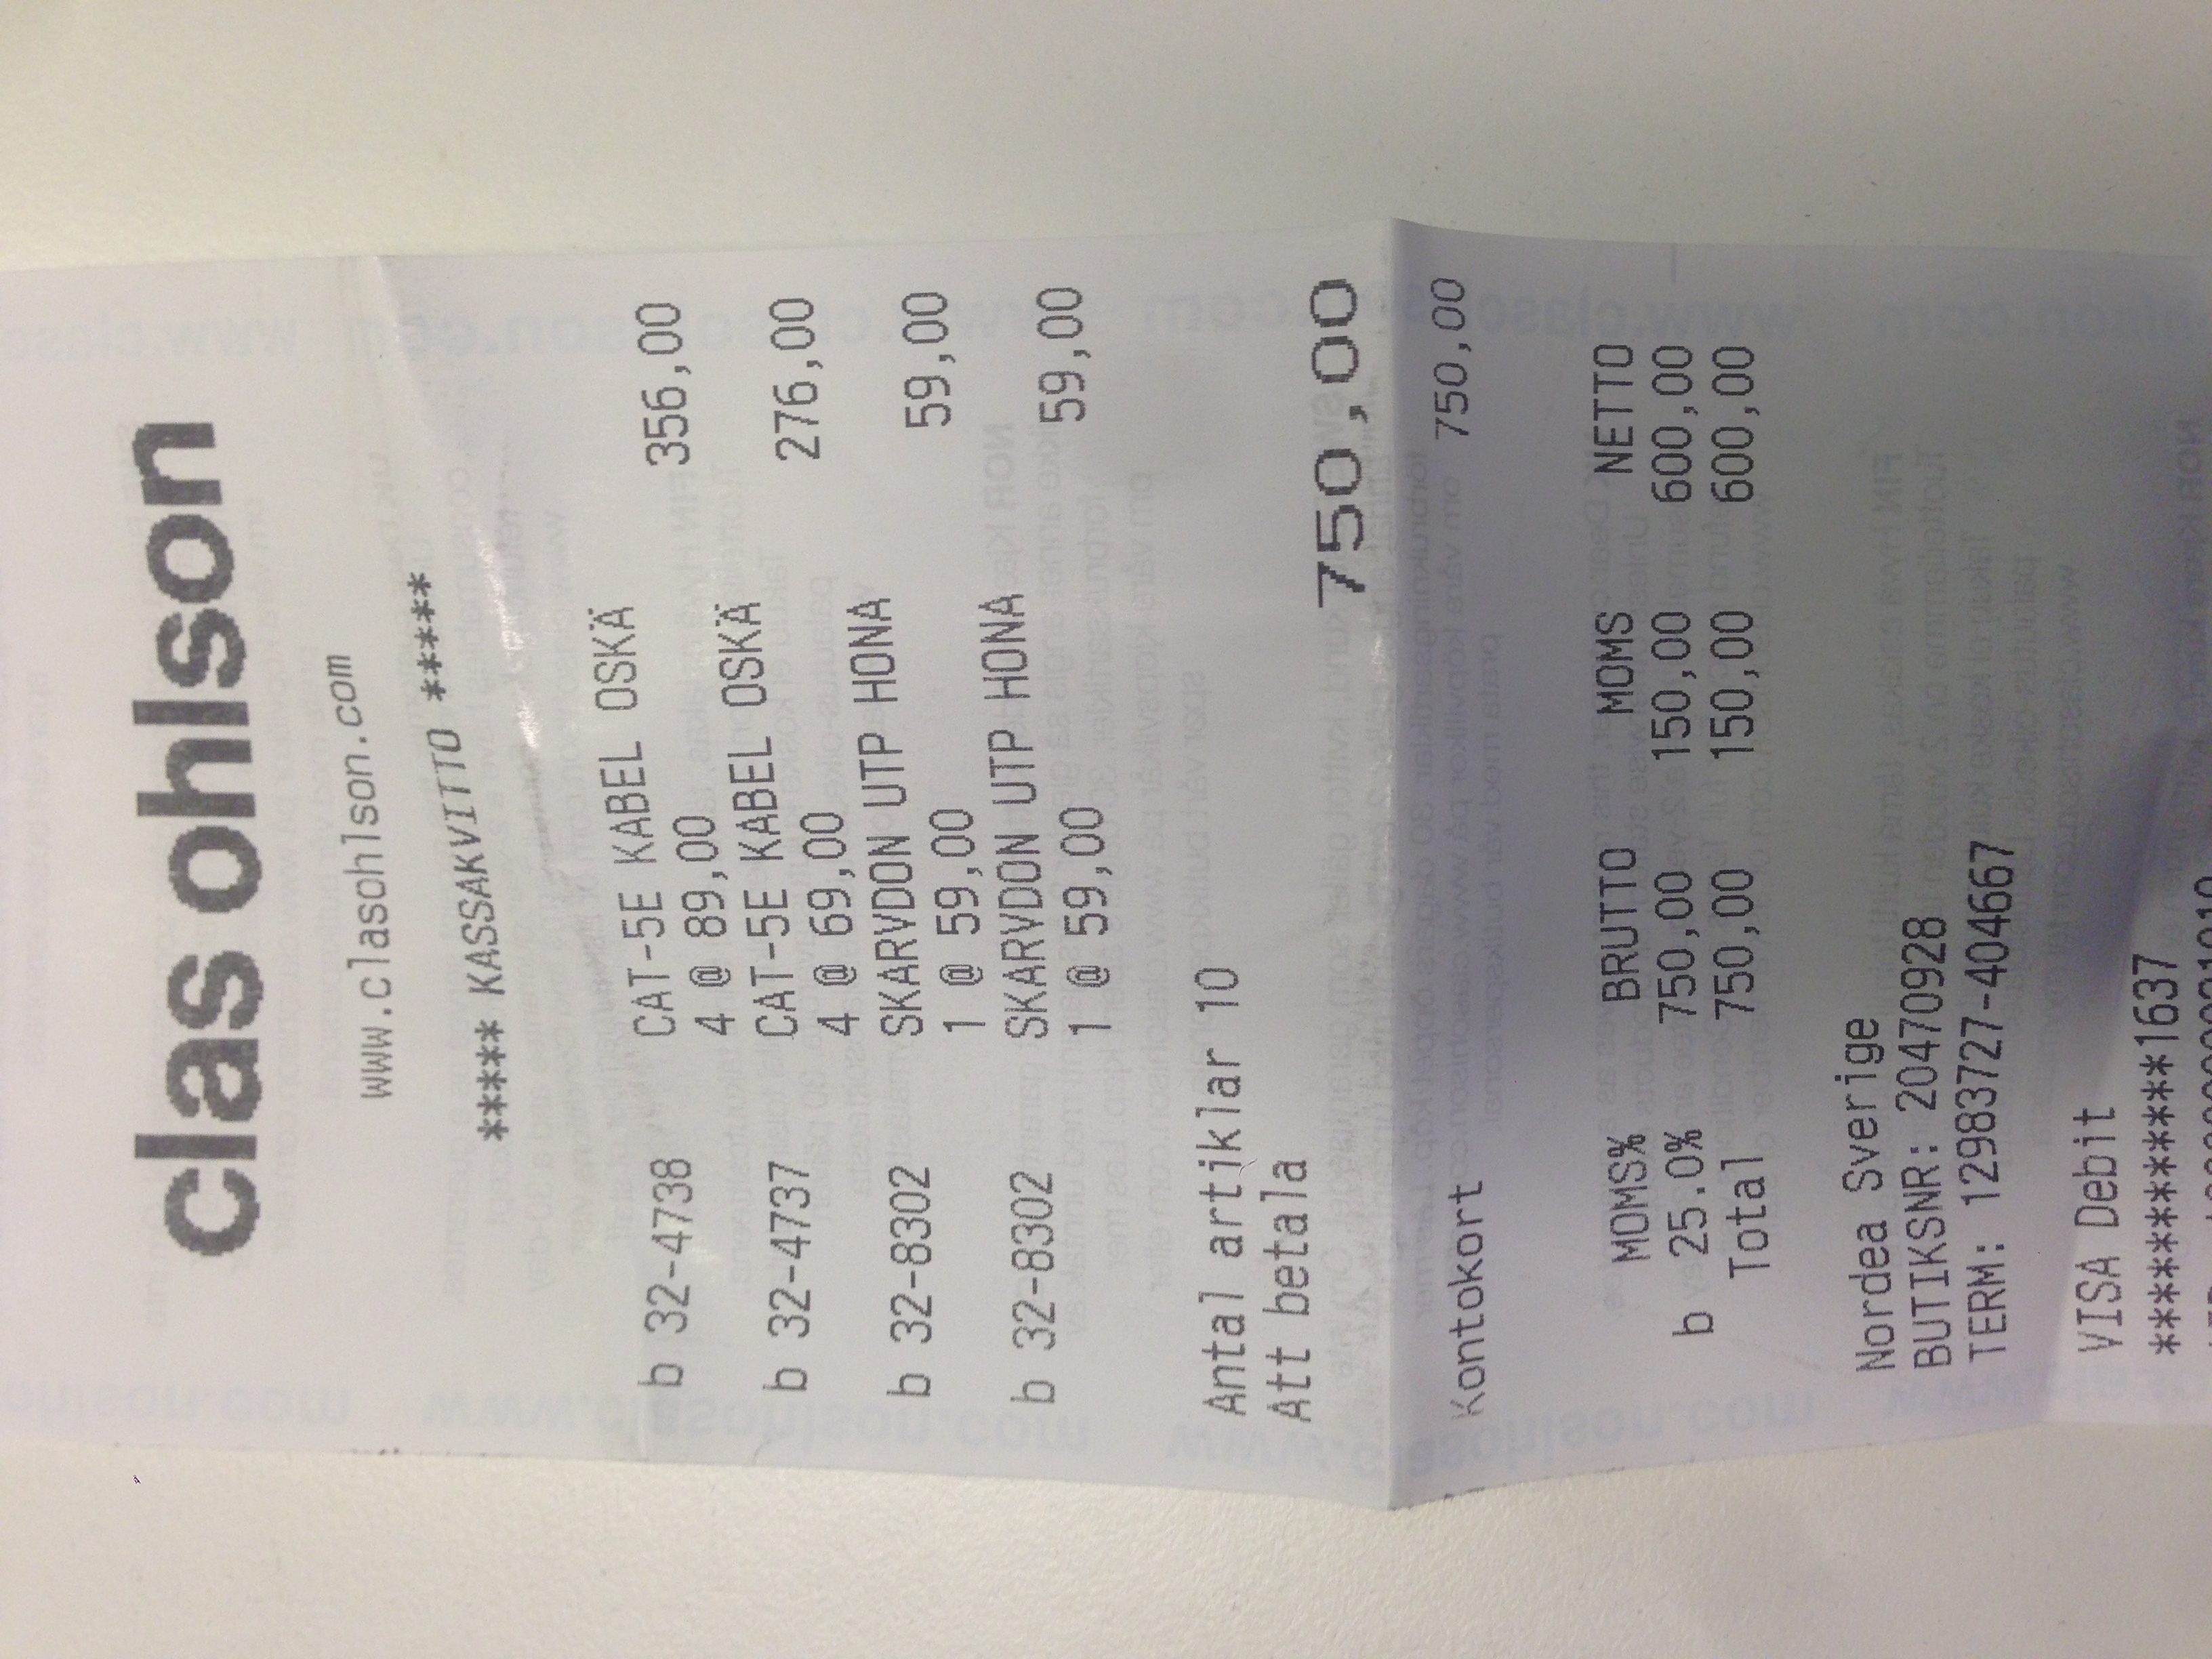 clas ohlson
www.clasohlson.com
***** KASSAKVITTO *****
b 32-4738 CAT-5E KABEL OSKÄ
4 @ 89,00 356,00
b 32-4737 CAT-5E KABEL OSKÄ
4 @ 69,00 276,00
b 32-8302 SKARVDON UTP HONA
1 @ 59,00 59,00
b 32-8302 SKARVDON UTP HONA
1 @ 59,00 59,00
Antal artiklar 10
Att betala
750,00
Kontokort 750,00
MOMS% BRUTTO MOMS NETTO
b 25.0% 750,00 150,00 600,00
Total 750,00 150,00 600,00
Nordea Sverige
BUTIKSNR: 20470928
TERM: 12983727-404667
VISA Debit
************1637